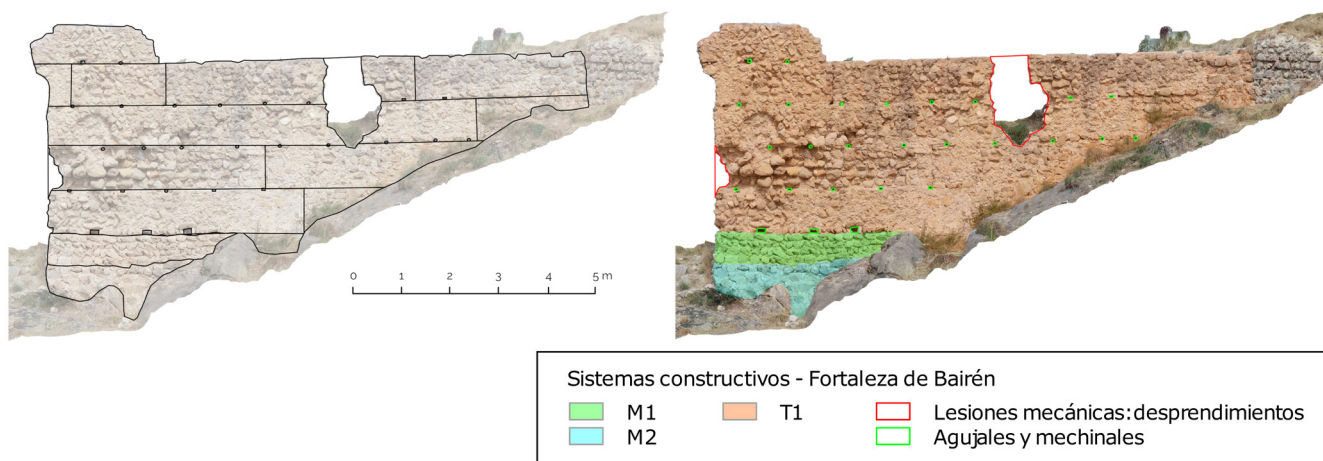 0 1 2 3 4 5 m
Sistemas constructivos - Fortaleza de Bairén
M1 T1 Lesiones mecánicas: desprendimientos
M2 Agujales y mechinales